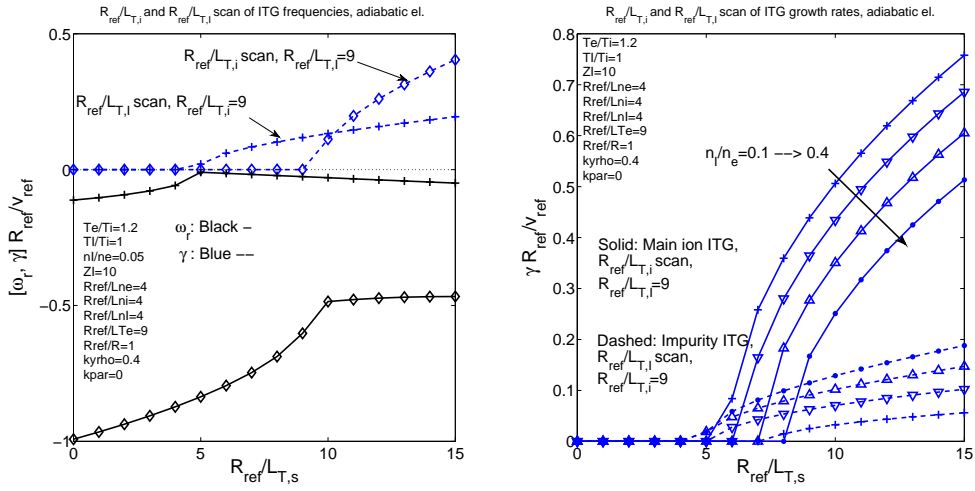 R_ref/L_T,i and R_ref/L_T,I scan of ITG frequencies, adiabatic el.
R_ref/L_T,i scan, R_ref/L_T,I=9
R_ref/L_T,I scan, R_ref/L_T,i=9
0
-0.5
-1
[ω_r, γ] R_ref/v_ref
Te/Ti=1.2
TI/Ti=1
nI/ne=0.05
ZI=10
Rref/Lne=4
Rref/Lni=4
Rref/LnI=4
Rref/LTe=9
Rref/R=1
kyrho=0.4
kpar=0
ω_r: Black –
γ: Blue ––
0 5 10 15
R_ref/L_T,s
R_ref/L_T,i and R_ref/L_T,I scan of ITG growth rates, adiabatic el.
0.8
0.7
0.6
0.5
0.4
0.3
0.2
0.1
0
γ R_ref/v_ref
Te/Ti=1.2
TI/Ti=1
ZI=10
Rref/Lne=4
Rref/Lni=4
Rref/LnI=4
Rref/LTe=9
Rref/R=1
kyrho=0.4
kpar=0
n_I/n_e=0.1 ––> 0.4
Solid: Main ion ITG,
R_ref/L_T,i scan,
R_ref/L_T,I=9
Dashed: Impurity ITG,
R_ref/L_T,I scan,
R_ref/L_T,i=9
0 5 10 15
R_ref/L_T,s